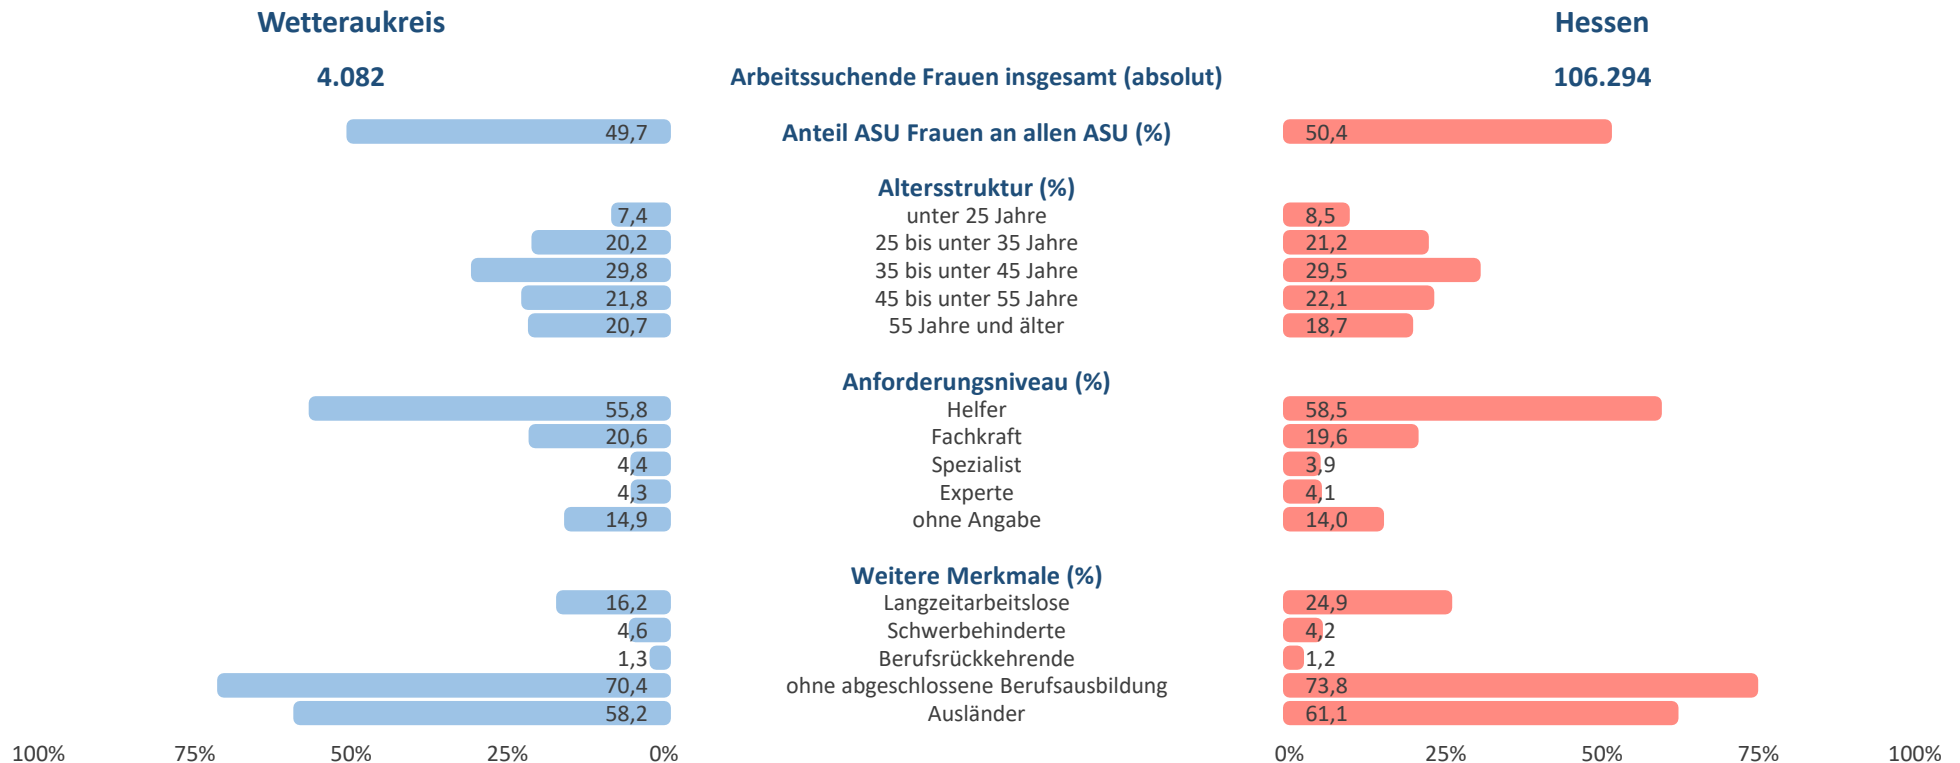 Wetteraukreis Hessen
4.082 Arbeitssuchende Frauen insgesamt (absolut) 106.294
49,7 Anteil ASU Frauen an allen ASU (%) 50,4
Altersstruktur (%)
7,4 unter 25 Jahre 8,5
20,2 25 bis unter 35 Jahre 21,2
29,8 35 bis unter 45 Jahre 29,5
21,8 45 bis unter 55 Jahre 22,1
20,7 55 Jahre und älter 18,7
Anforderungsniveau (%)
55,8 Helfer 58,5
20,6 Fachkraft 19,6
4,4 Spezialist 3,9
4,3 Experte 4,1
14,9 ohne Angabe 14,0
Weitere Merkmale (%)
16,2 Langzeitarbeitslose 24,9
4,6 Schwerbehinderte 4,2
1,3 Berufsrückkehrende 1,2
70,4 ohne abgeschlossene Berufsausbildung 73,8
58,2 Ausländer 61,1
100% 75% 50% 25% 0% 0% 25% 50% 75% 100%